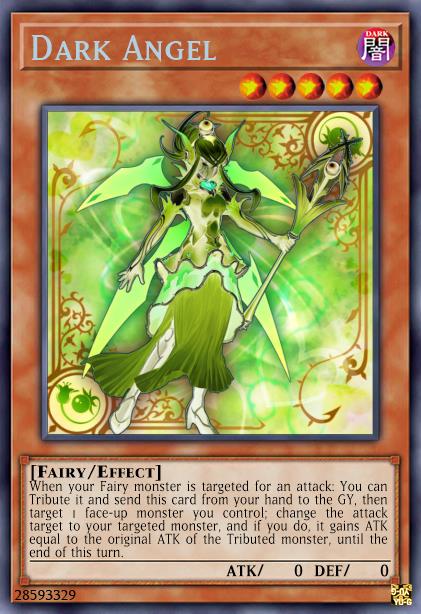 DARK ANGEL
DARK
闇
[FAIRY/EFFECT]
When your Fairy monster is targeted for an attack: You can
Tribute it and send this card from your hand to the GY, then
target 1 face-up monster you control; change the attack
target to your targeted monster, and if you do, it gains ATK
equal to the original ATK of the Tributed monster, until the
end of this turn.
ATK/ 0 DEF/ 0
28593329